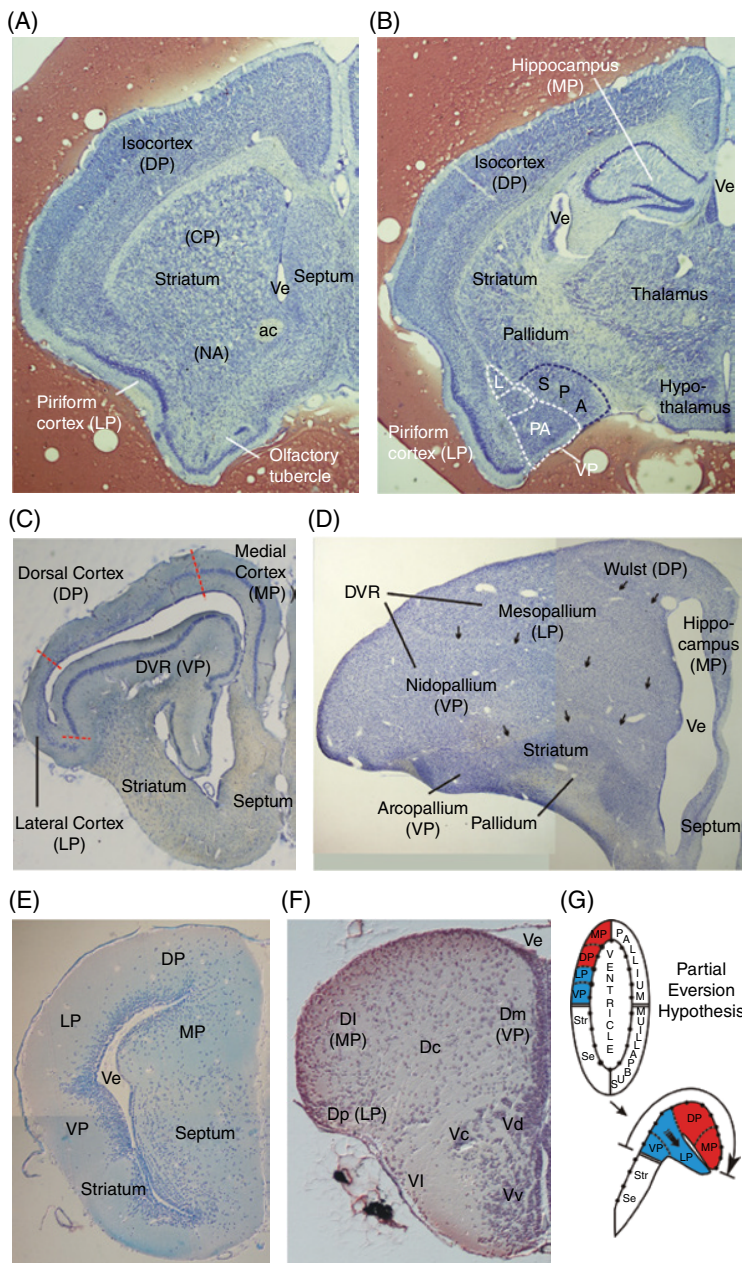 (A)
Isocortex
(DP)
(CP)
Striatum
Ve
Septum
ac
(NA)
Piriform
cortex (LP)
Olfactory
tubercle
(B)
Hippocampus
(MP)
Isocortex
(DP)
Ve
Ve
Striatum
Thalamus
Pallidum
L
S
P
A
Hypo-
thalamus
PA
Piriform
cortex (LP)
VP
(C)
Medial
Cortex
(MP)
Dorsal Cortex
(DP)
DVR (VP)
Striatum
Septum
Lateral Cortex
(LP)
(D)
Wulst (DP)
DVR
Mesopallium
(LP)
Hippo-
campus
(MP)
Nidopallium
(VP)
Ve
Striatum
Arcopallium
(VP)
Pallidum
Septum
(E)
DP
LP
MP
Ve
VP
Septum
Striatum
(F)
Ve
Dl
(MP)
Dm
(VP)
Dc
Dp (LP)
Vd
Vc
Vl
Vv
(G)
MP
DP
LP
VP
Str
Se
VENTRICLE
PALLIUM
SUBPALLIUM
Partial
Eversion
Hypothesis
DP
MP
VP
LP
Str
Se